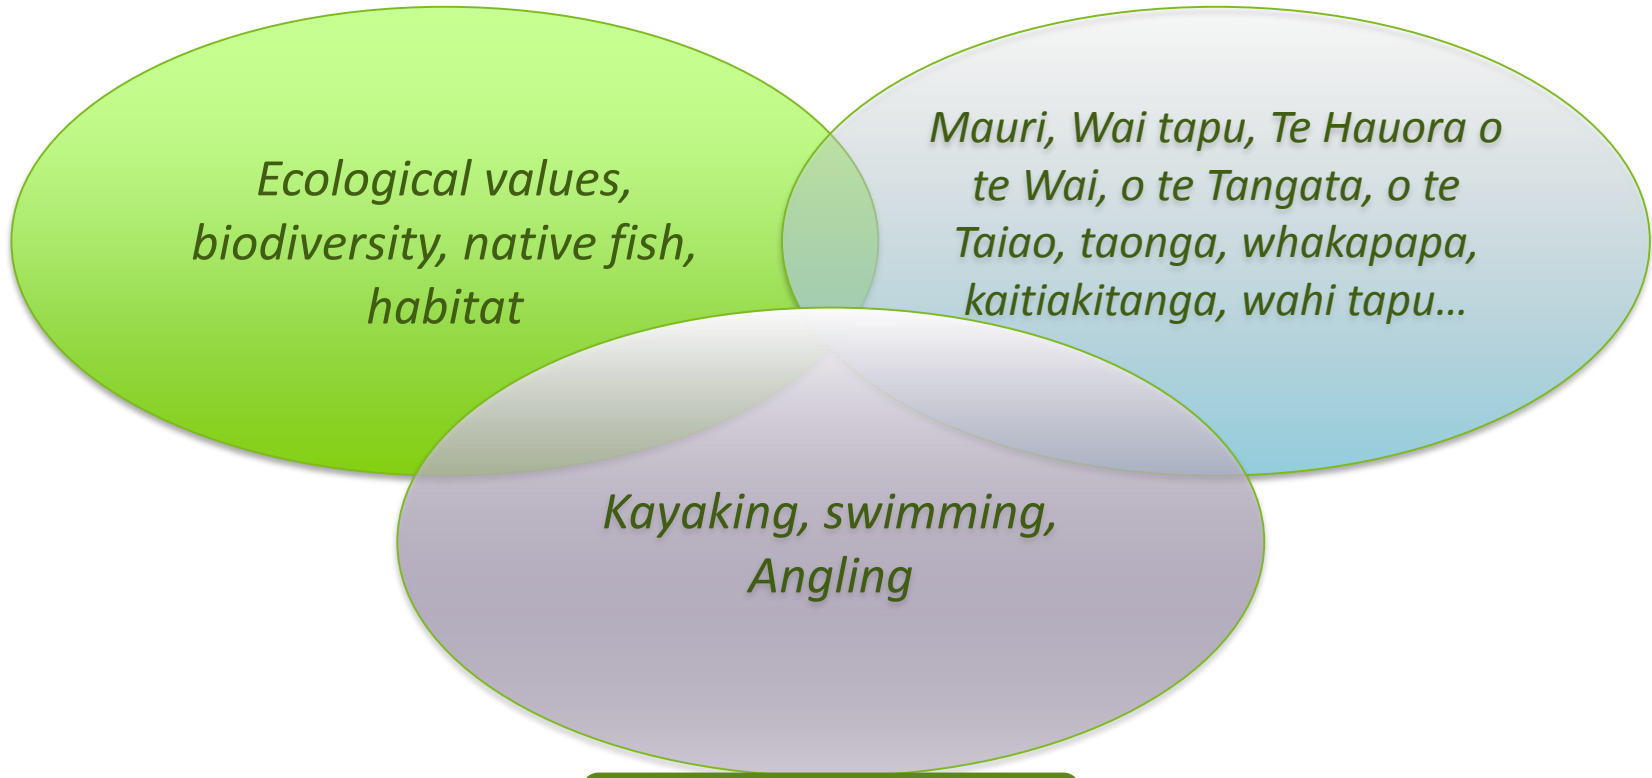 Ecological values,
biodiversity, native fish,
habitat
Mauri, Wai tapu, Te Hauora o
te Wai, o te Tangata, o te
Taiao, taonga, whakapapa,
kaitiakitanga, wahi tapu...
Kayaking, swimming,
Angling